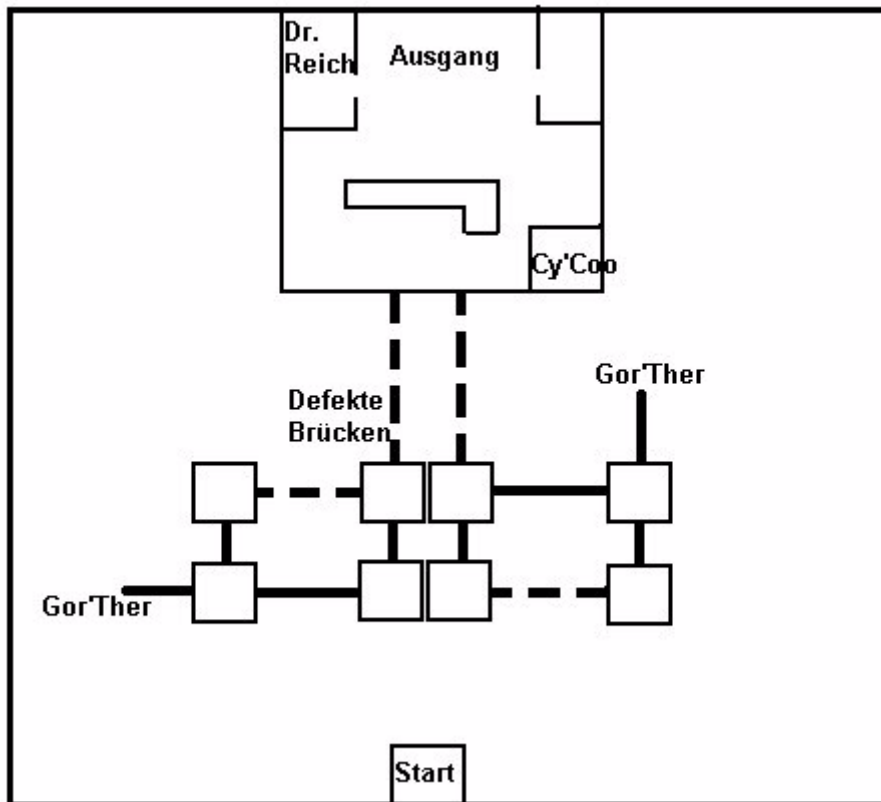 Dr.
Reich
Ausgang
Cy'Coo
Gor'Ther
Defekte
Brücken
Gor'Ther
Start